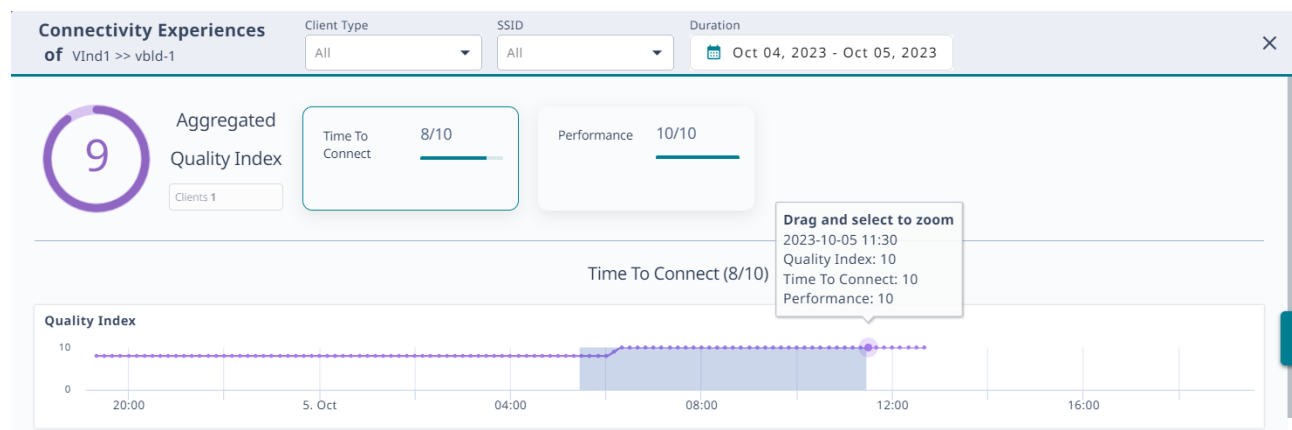 Connectivity Experiences
of VInd1 >> vbld-1
Client Type
All
SSID
All
Duration
Oct 04, 2023 - Oct 05, 2023
9
Aggregated
Quality Index
Clients 1
Time To
Connect
8/10
Performance
10/10
Drag and select to zoom
2023-10-05 11:30
Quality Index: 10
Time To Connect: 10
Performance: 10
Time To Connect (8/10)
Quality Index
10
0
20:00 5. Oct 04:00 08:00 12:00 16:00